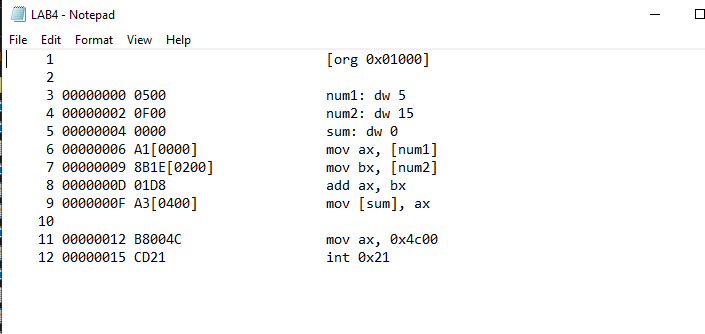 LAB4 - Notepad
File Edit Format View Help
1 [org 0x01000]
2
3 00000000 0500 num1: dw 5
4 00000002 0F00 num2: dw 15
5 00000004 0000 sum: dw 0
6 00000006 A1[0000] mov ax, [num1]
7 00000009 8B1E[0200] mov bx, [num2]
8 0000000D 01D8 add ax, bx
9 0000000F A3[0400] mov [sum], ax
10
11 00000012 B8004C mov ax, 0x4c00
12 00000015 CD21 int 0x21